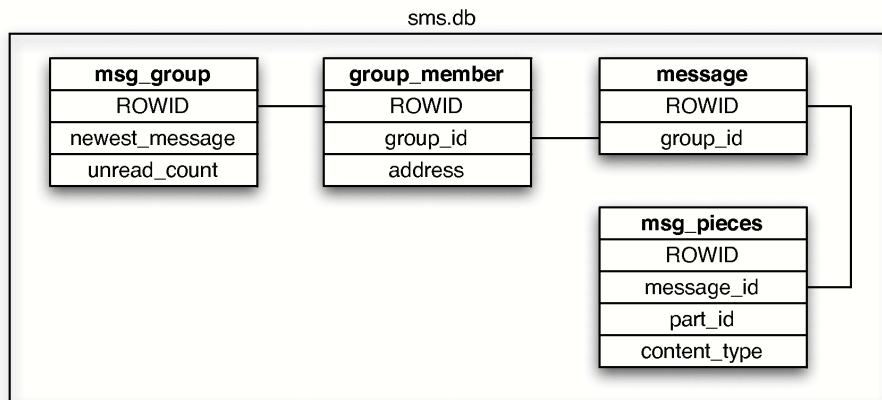 sms.db
msg_group
ROWID
newest_message
unread_count
group_member
ROWID
group_id
address
message
ROWID
group_id
msg_pieces
ROWID
message_id
part_id
content_type